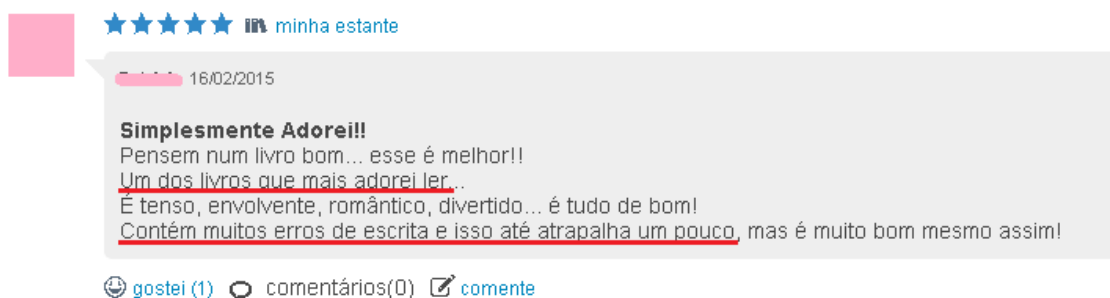 minha estante
16/02/2015
Simplesmente Adorei!!
Pensem num livro bom... esse é melhor!!
Um dos livros que mais adorei ler...
É tenso, envolvente, romântico, divertido... é tudo de bom!
Contém muitos erros de escrita e isso até atrapalha um pouco, mas é muito bom mesmo assim!
gostei (1) comentários(0) comente